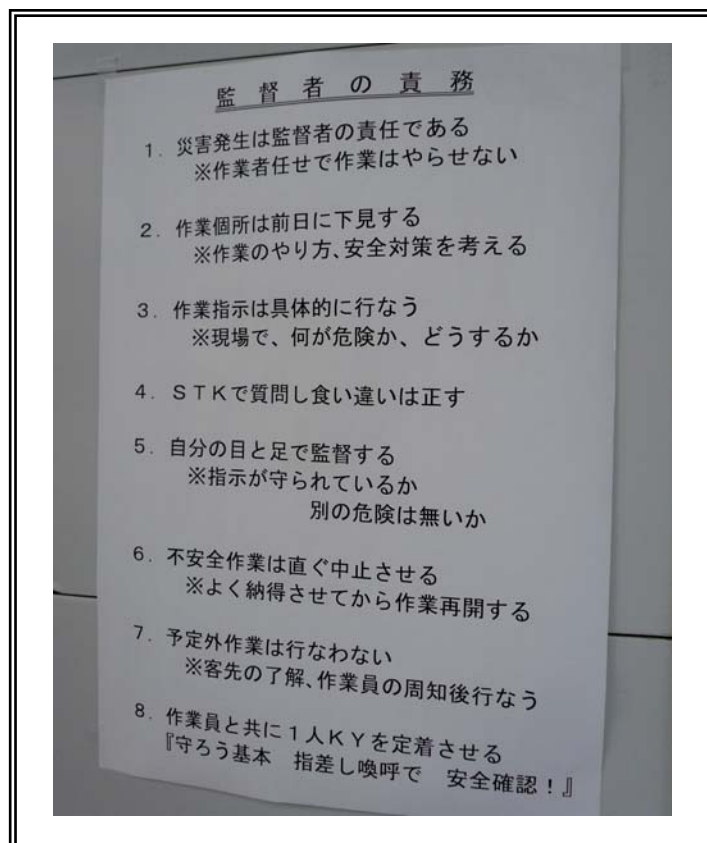 監督者の責務
1. 災害発生は監督者の責任である
※作業者任せで作業はやらせない
2. 作業個所は前日に下見する
※作業のやり方、安全対策を考える
3. 作業指示は具体的に行なう
※現場で、何が危険か、どうするか
4. STKで質問し食い違いは正す
5. 自分の目と足で監督する
※指示が守られているか
別の危険は無いか
6. 不安全作業は直ぐ中止させる
※よく納得させてから作業再開する
7. 予定外作業は行なわない
※客先の了解、作業員の周知後行なう
8. 作業員と共に1人KYを定着させる
『守ろう基本　指差し喚呼で　安全確認!』